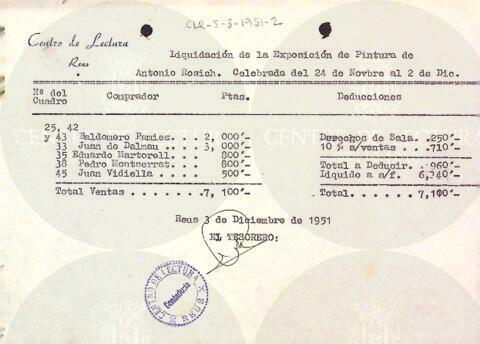 CLR-5-3-1951-2
Centro de Lectura
Reus
Liquidación de la Exposición de Pintura de
Antonio Rosich. Celebrada del 24 de Novbre al 2 de Dic.
Nº del Cuadro Comprador Ptas. Deducciones
25, 42
y 43 Baldomero Pamies. . . 2, 000'- Derechos de Sala. 250'-
33 Juan de Dalmau . . . 3, 000'- 10 % s/ventas . . -710'-
35 Eduardo Martorell. . . 800'-
38 Pedro Montserrat. . . 800'- Total a Deducir. 960'-
45 Juan Vidiella . . . . 500'- Liquido a s/f. 6,140'-
Total Ventas . . . . . .7, 100'- Total. . . . . 7,100'-
Reus 3 de Diciembre de 1951
EL TESORERO:
CENTRO DE LECTURA REUS
Contaduría